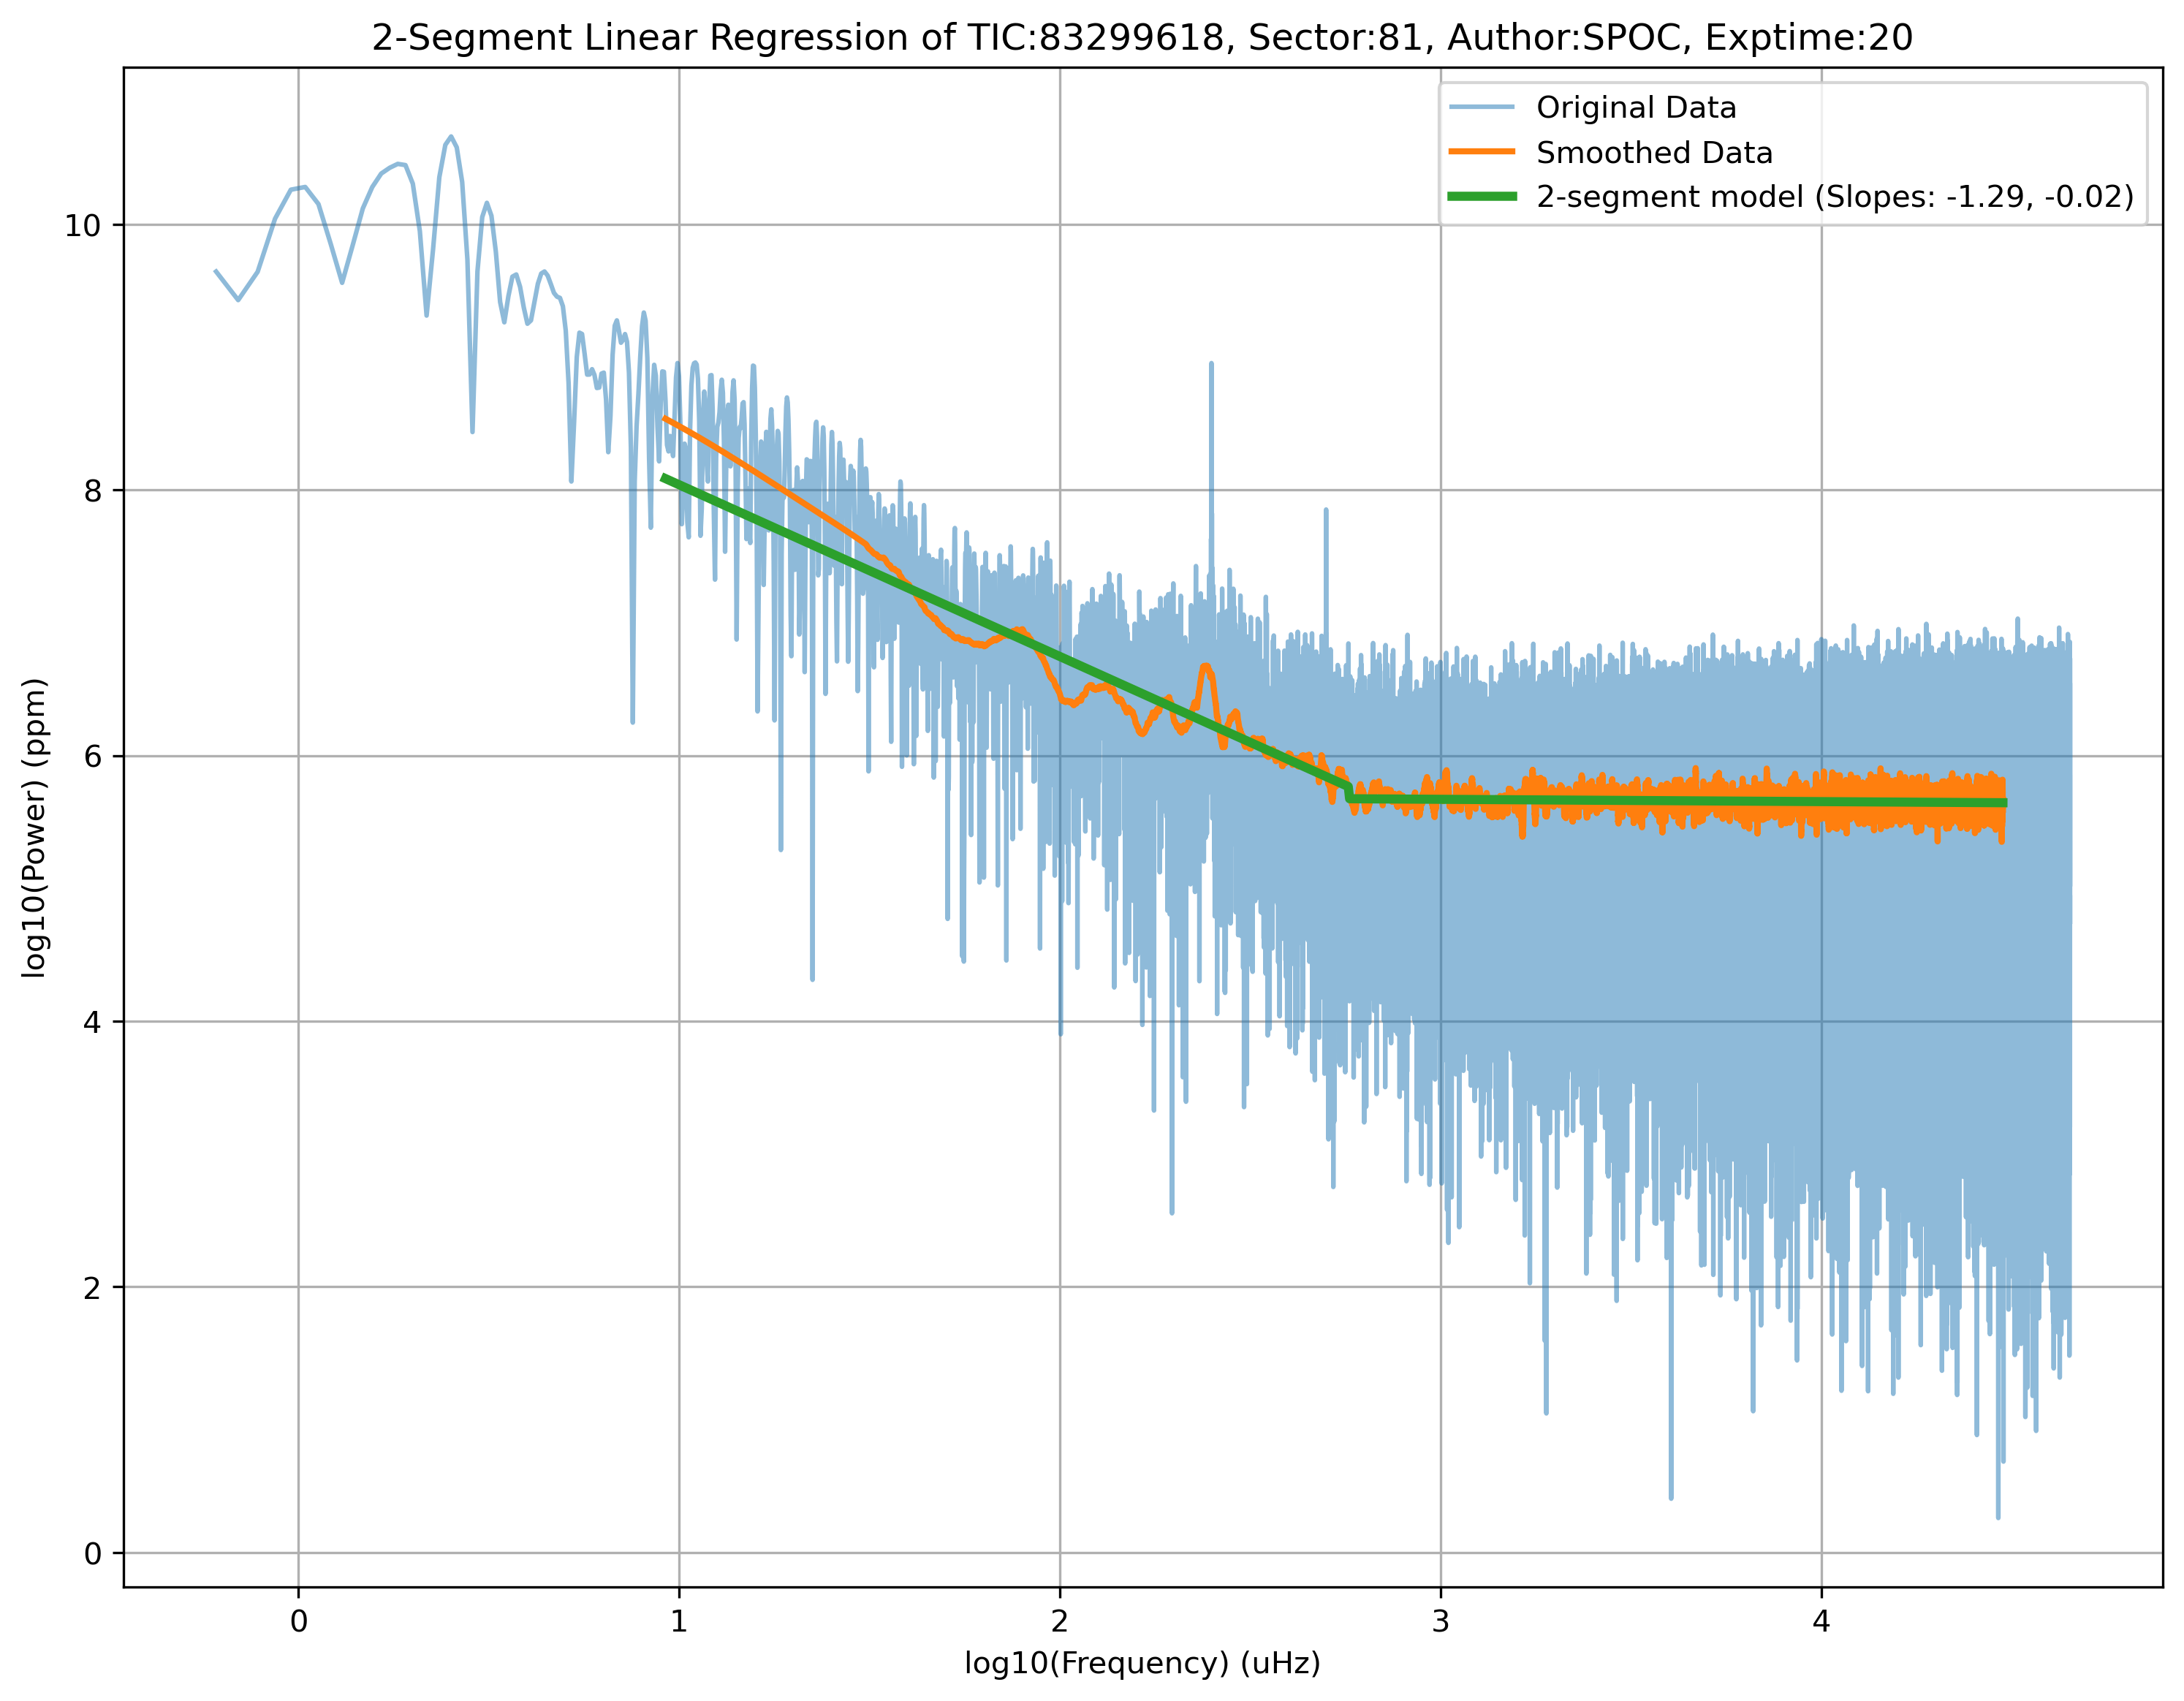 2-Segment Linear Regression of TIC:83299618, Sector:81, Author:SPOC, Exptime:20
Original Data
Smoothed Data
2-segment model (Slopes: -1.29, -0.02)
log10(Power) (ppm)
10
8
6
4
2
0
0 1 2 3 4
log10(Frequency) (uHz)